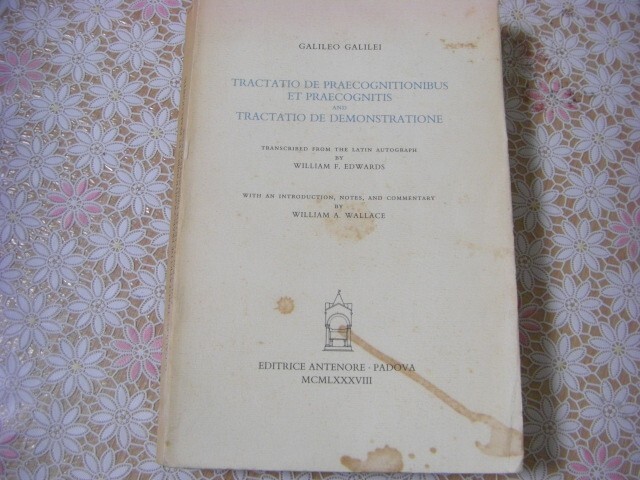 GALILEO GALILEI
TRACTATIO DE PRAECOGNITIONIBUS
ET PRAECOGNITIS
AND
TRACTATIO DE DEMONSTRATIONE
TRANSCRIBED FROM THE LATIN AUTOGRAPH
BY
WILLIAM F. EDWARDS
WITH AN INTRODUCTION, NOTES, AND COMMENTARY
BY
WILLIAM A. WALLACE
EDITRICE ANTENORE · PADOVA
MCMLXXXVIII